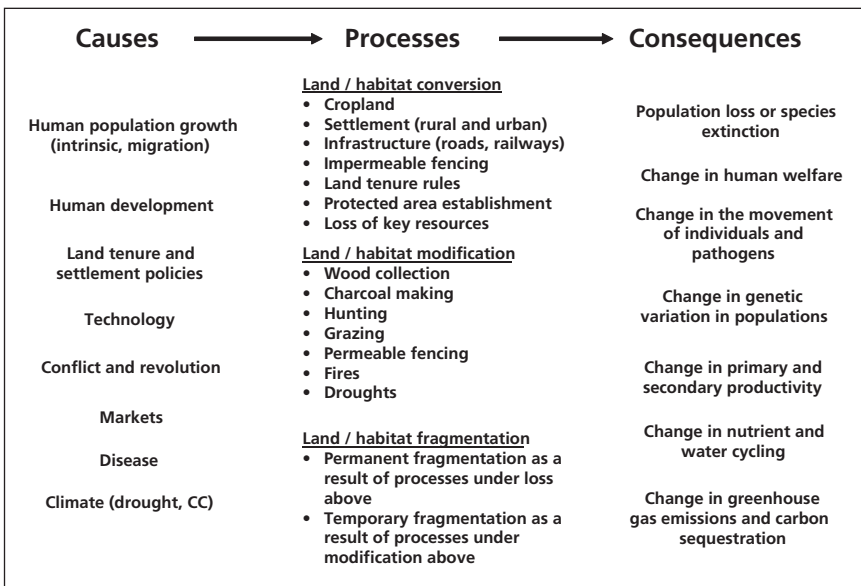 Causes
Processes
Consequences
Human population growth
(intrinsic, migration)
Human development
Land tenure and
settlement policies
Technology
Conflict and revolution
Markets
Disease
Climate (drought, CC)
Land / habitat conversion
• Cropland
• Settlement (rural and urban)
• Infrastructure (roads, railways)
• Impermeable fencing
• Land tenure rules
• Protected area establishment
• Loss of key resources
Land / habitat modification
• Wood collection
• Charcoal making
• Hunting
• Grazing
• Permeable fencing
• Fires
• Droughts
Land / habitat fragmentation
• Permanent fragmentation as a
result of processes under loss
above
• Temporary fragmentation as a
result of processes under
modification above
Population loss or species
extinction
Change in human welfare
Change in the movement
of individuals and
pathogens
Change in genetic
variation in populations
Change in primary and
secondary productivity
Change in nutrient and
water cycling
Change in greenhouse
gas emissions and carbon
sequestration